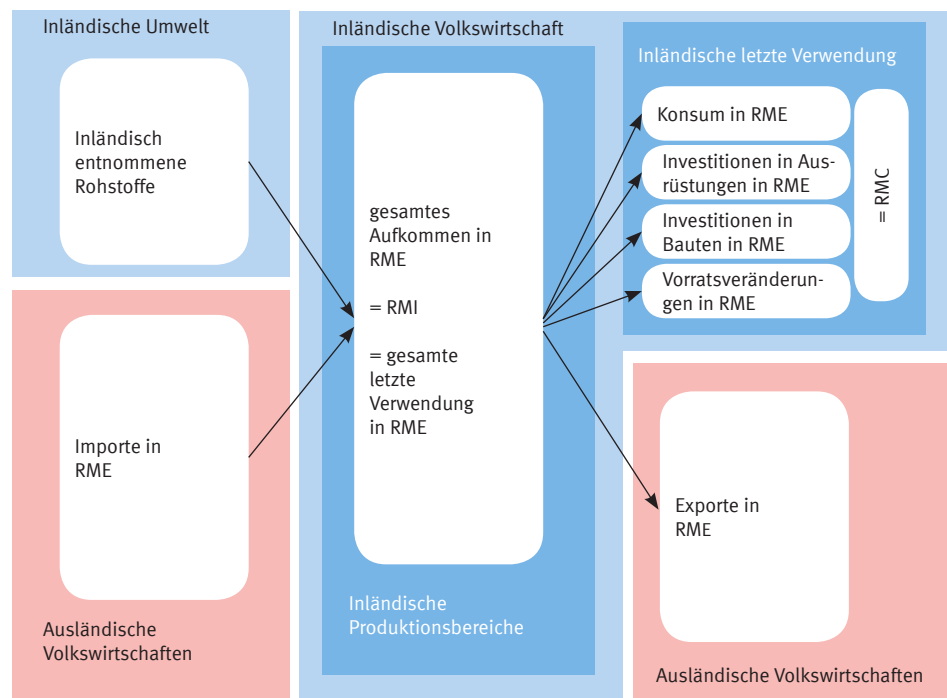 Inländische Umwelt
Inländisch
entnommene
Rohstoffe
Importe in
RME
Ausländische
Volkswirtschaften
Inländische Volkswirtschaft
gesamtes
Aufkommen in
RME
= RMI
= gesamte
letzte
Verwendung
in RME
Inländische
Produktionsbereiche
Inländische letzte Verwendung
Konsum in RME
Investitionen in Aus-
rüstungen in RME
Investitionen in
Bauten in RME
Vorratsveränderun-
gen in RME
= RMC
Exporte in
RME
Ausländische Volkswirtschaften